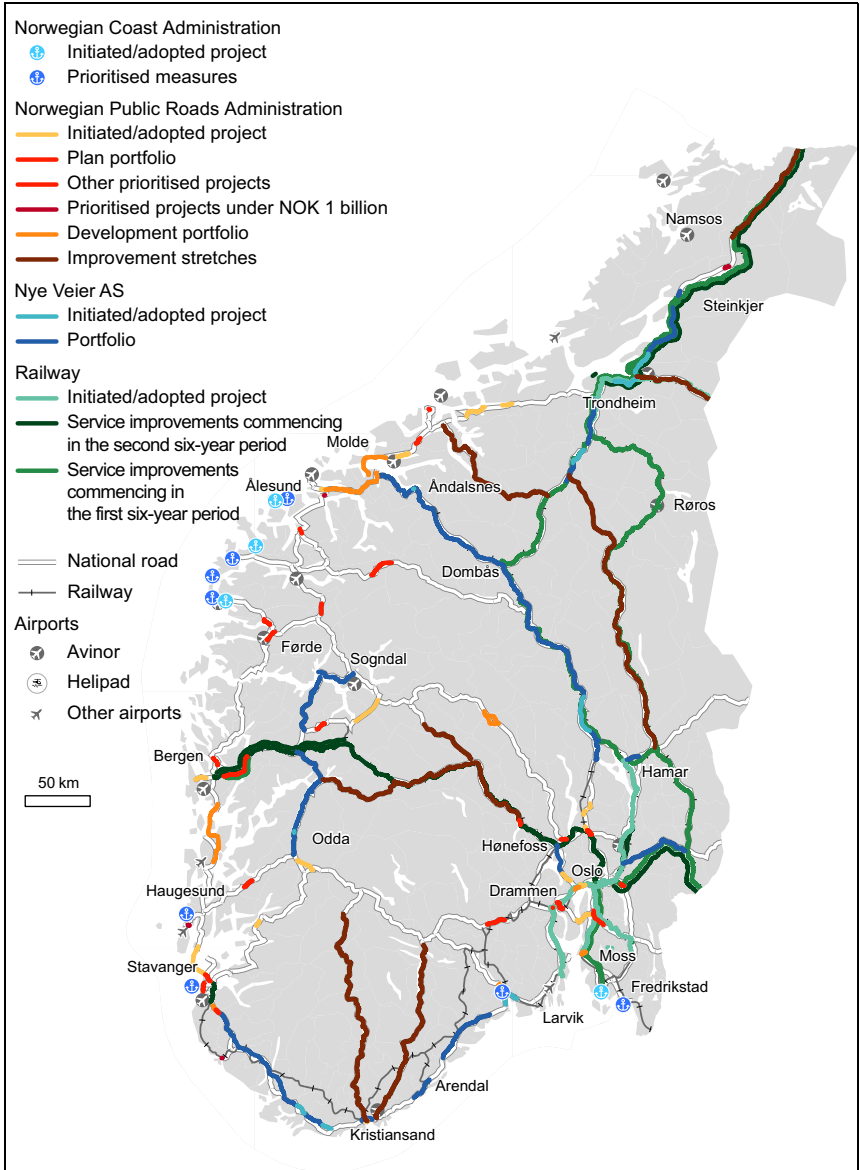 Norwegian Coast Administration
Initiated/adopted project
Prioritised measures
Norwegian Public Roads Administration
Initiated/adopted project
Plan portfolio
Other prioritised projects
Prioritised projects under NOK 1 billion
Development portfolio
Improvement stretches
Nye Veier AS
Initiated/adopted project
Portfolio
Railway
Initiated/adopted project
Service improvements commencing
in the second six-year period
Service improvements
commencing in
the first six-year period
National road
Railway
Airports
Avinor
Helipad
Other airports
50 km
Namsos
Steinkjer
Trondheim
Molde
Ålesund
Åndalsnes
Røros
Dombås
Førde
Sogndal
Bergen
Hamar
Odda
Hønefoss
Oslo
Drammen
Haugesund
Moss
Stavanger
Fredrikstad
Larvik
Arendal
Kristiansand